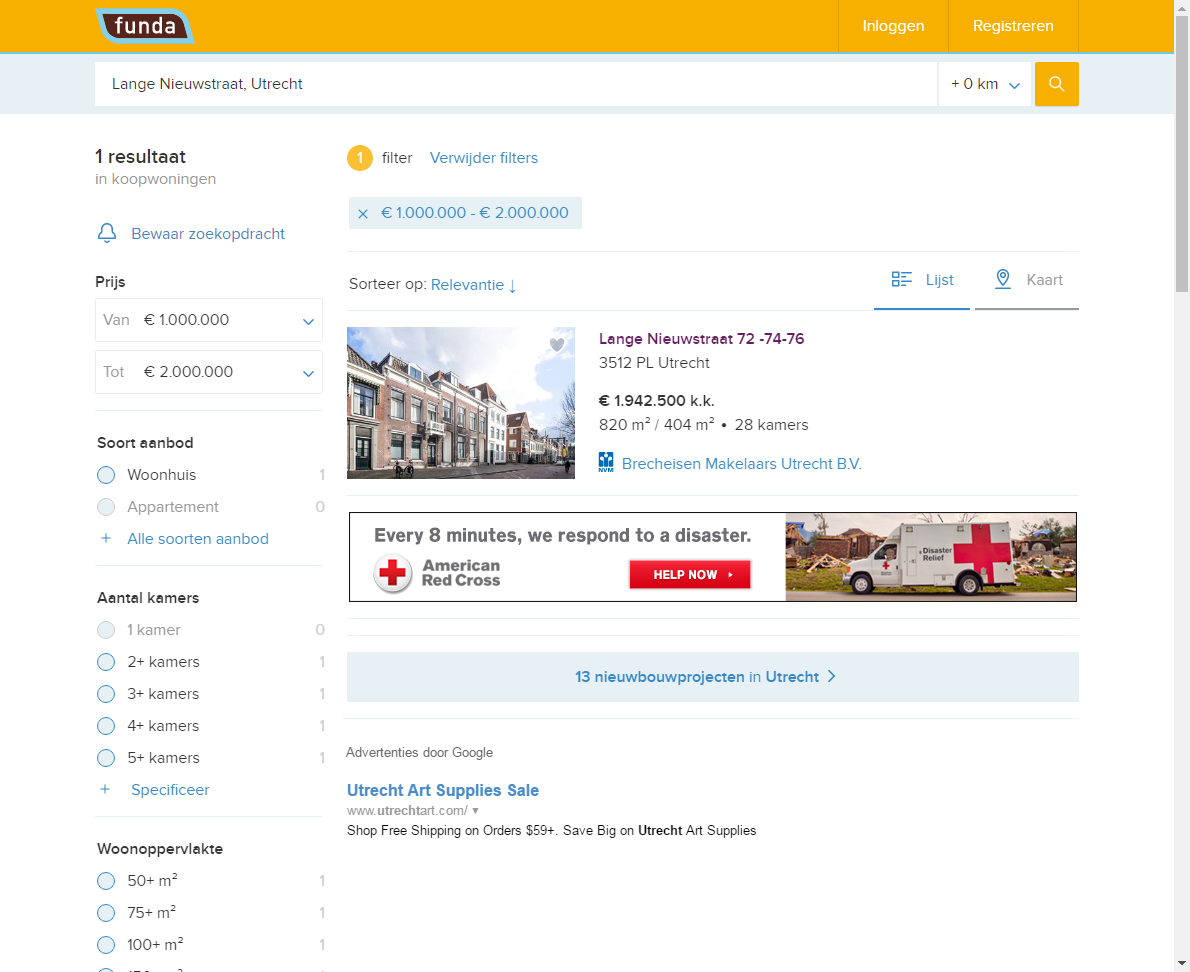 funda
Inloggen
Registreren
Lange Nieuwstraat, Utrecht
+ 0 km
1 resultaat
in koopwoningen
Bewaar zoekopdracht
Prijs
Van € 1.000.000
Tot € 2.000.000
Soort aanbod
Woonhuis 1
Appartement 0
+ Alle soorten aanbod
Aantal kamers
1 kamer 0
2+ kamers 1
3+ kamers 1
4+ kamers 1
5+ kamers 1
+ Specificeer
Woonoppervlakte
50+ m² 1
75+ m² 1
100+ m² 1
1 filter Verwijder filters
× € 1.000.000 - € 2.000.000
Sorteer op: Relevantie ↓
Lijst
Kaart
Lange Nieuwstraat 72 -74-76
3512 PL Utrecht
€ 1.942.500 k.k.
820 m² / 404 m² • 28 kamers
NVM
Brecheisen Makelaars Utrecht B.V.
Every 8 minutes, we respond to a disaster.
American
Red Cross
HELP NOW
Disaster
Relief
13 nieuwbouwprojecten in Utrecht >
Advertenties door Google
Utrecht Art Supplies Sale
www.utrechtart.com/ ▼
Shop Free Shipping on Orders $59+. Save Big on Utrecht Art Supplies